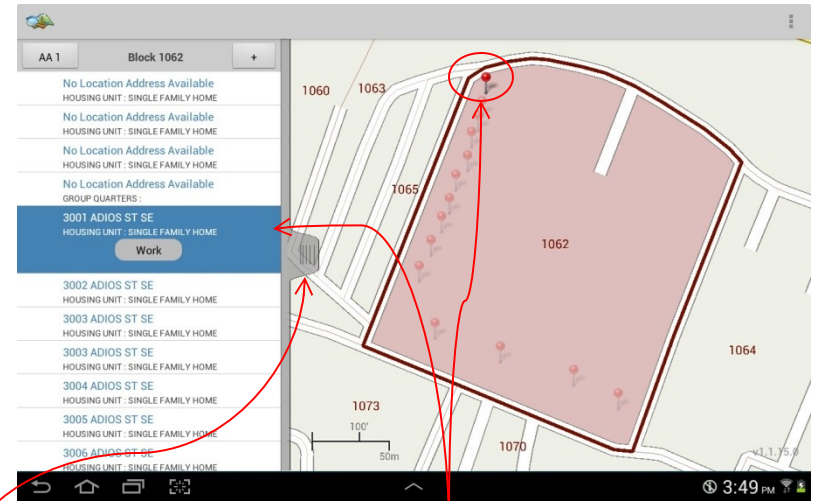 AA 1 Block 1062 +
No Location Address Available
HOUSING UNIT : SINGLE FAMILY HOME
No Location Address Available
HOUSING UNIT : SINGLE FAMILY HOME
No Location Address Available
HOUSING UNIT : SINGLE FAMILY HOME
No Location Address Available
GROUP QUARTERS :
3001 ADIOS ST SE
HOUSING UNIT : SINGLE FAMILY HOME
Work
3002 ADIOS ST SE
HOUSING UNIT : SINGLE FAMILY HOME
3003 ADIOS ST SE
HOUSING UNIT : SINGLE FAMILY HOME
3003 ADIOS ST SE
HOUSING UNIT : SINGLE FAMILY HOME
3004 ADIOS ST SE
HOUSING UNIT : SINGLE FAMILY HOME
3005 ADIOS ST SE
HOUSING UNIT : SINGLE FAMILY HOME
3006 ADIOS ST SE
HOUSING UNIT : SINGLE FAMILY HOME
1060
1063
1065
1062
1064
1073
1070
100'
50m
v1.1.15.0
3:49 PM